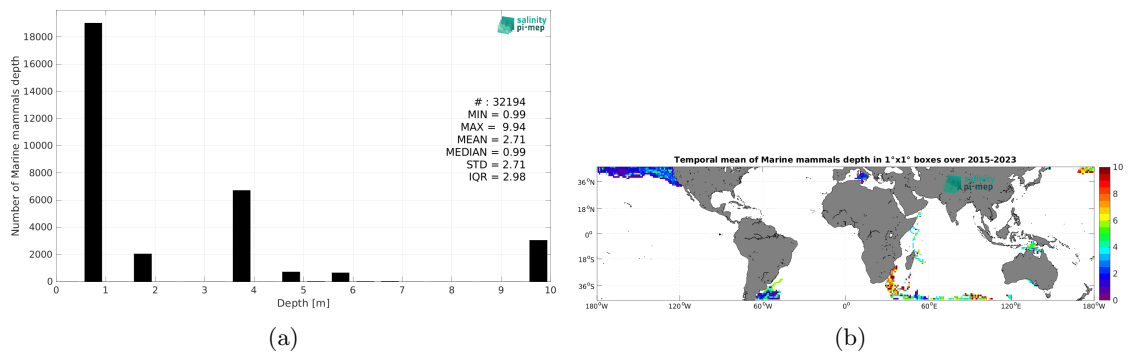 salinity
pi-mep
Number of Marine mammals depth
18000
16000
14000
12000
10000
8000
6000
4000
2000
0
# : 32194
MIN = 0.99
MAX = 9.94
MEAN = 2.71
MEDIAN = 0.99
STD = 2.71
IQR = 2.98
0 1 2 3 4 5 6 7 8 9 10
Depth [m]
(a)
Temporal mean of Marine mammals depth in 1°x1° boxes over 2015-2023
salinity
pi-mep
36°N
18°N
0°
18°S
36°S
180°W 120°W 60°W 0° 60°E 120°E 180°W
10
8
6
4
2
0
(b)